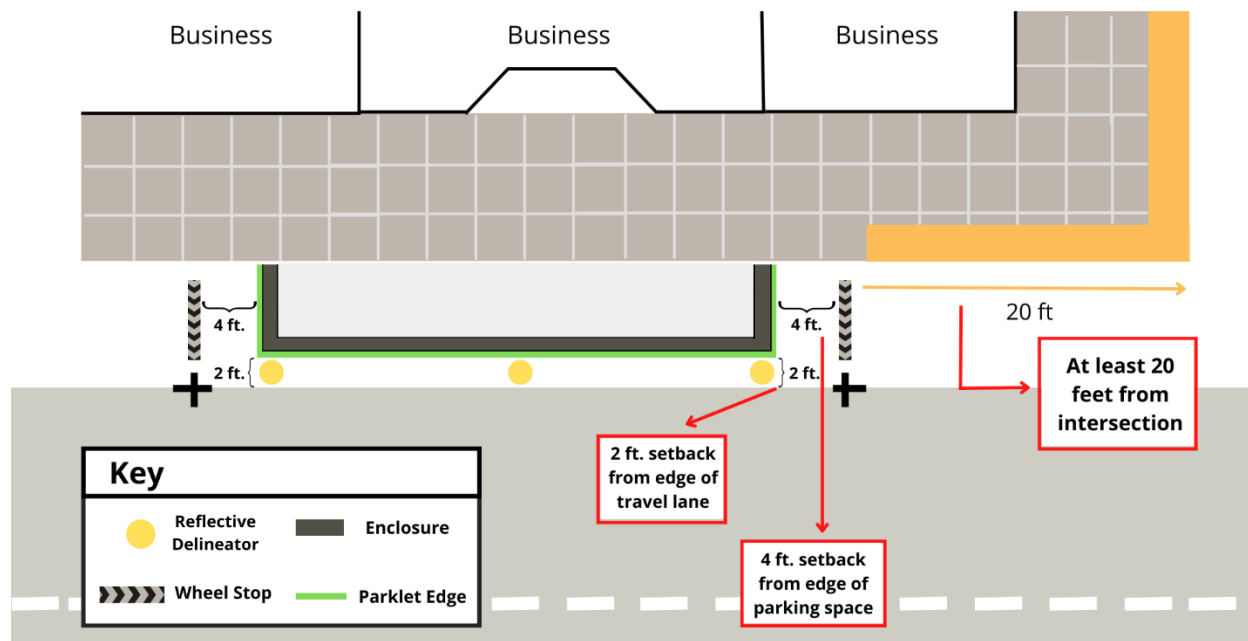 Business
Business
Business
4 ft.
4 ft.
20 ft
2 ft.
2 ft.
At least 20
feet from
intersection
2 ft. setback
from edge of
travel lane
4 ft. setback
from edge of
parking space
Key
Reflective
Delineator
Enclosure
Wheel Stop
Parklet Edge